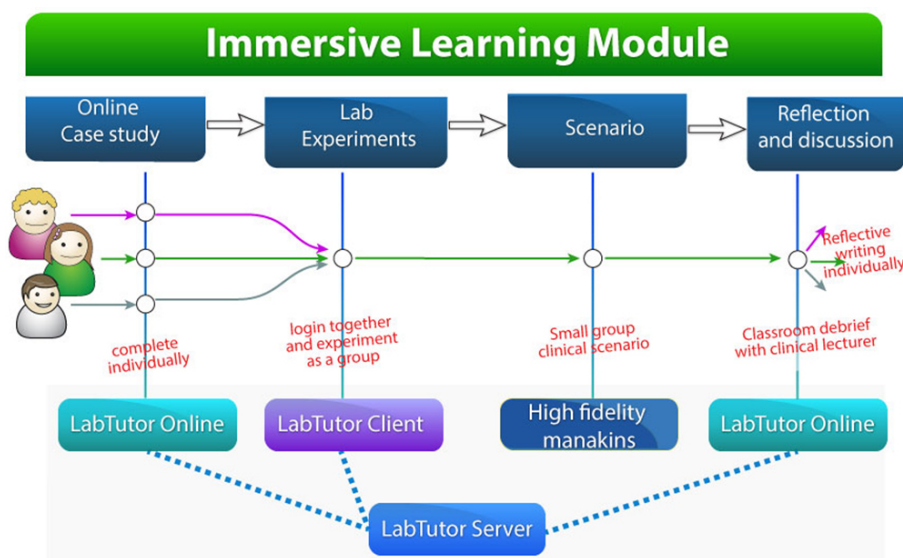 Immersive Learning Module
Online
Case study
Lab
Experiments
Scenario
Reflection
and discussion
complete
individually
login together
and experiment
as a group
Small group
clinical scenario
Reflective
writing
individually
Classroom debrief
with clinical lecturer
LabTutor Online
LabTutor Client
High fidelity
manakins
LabTutor Online
LabTutor Server